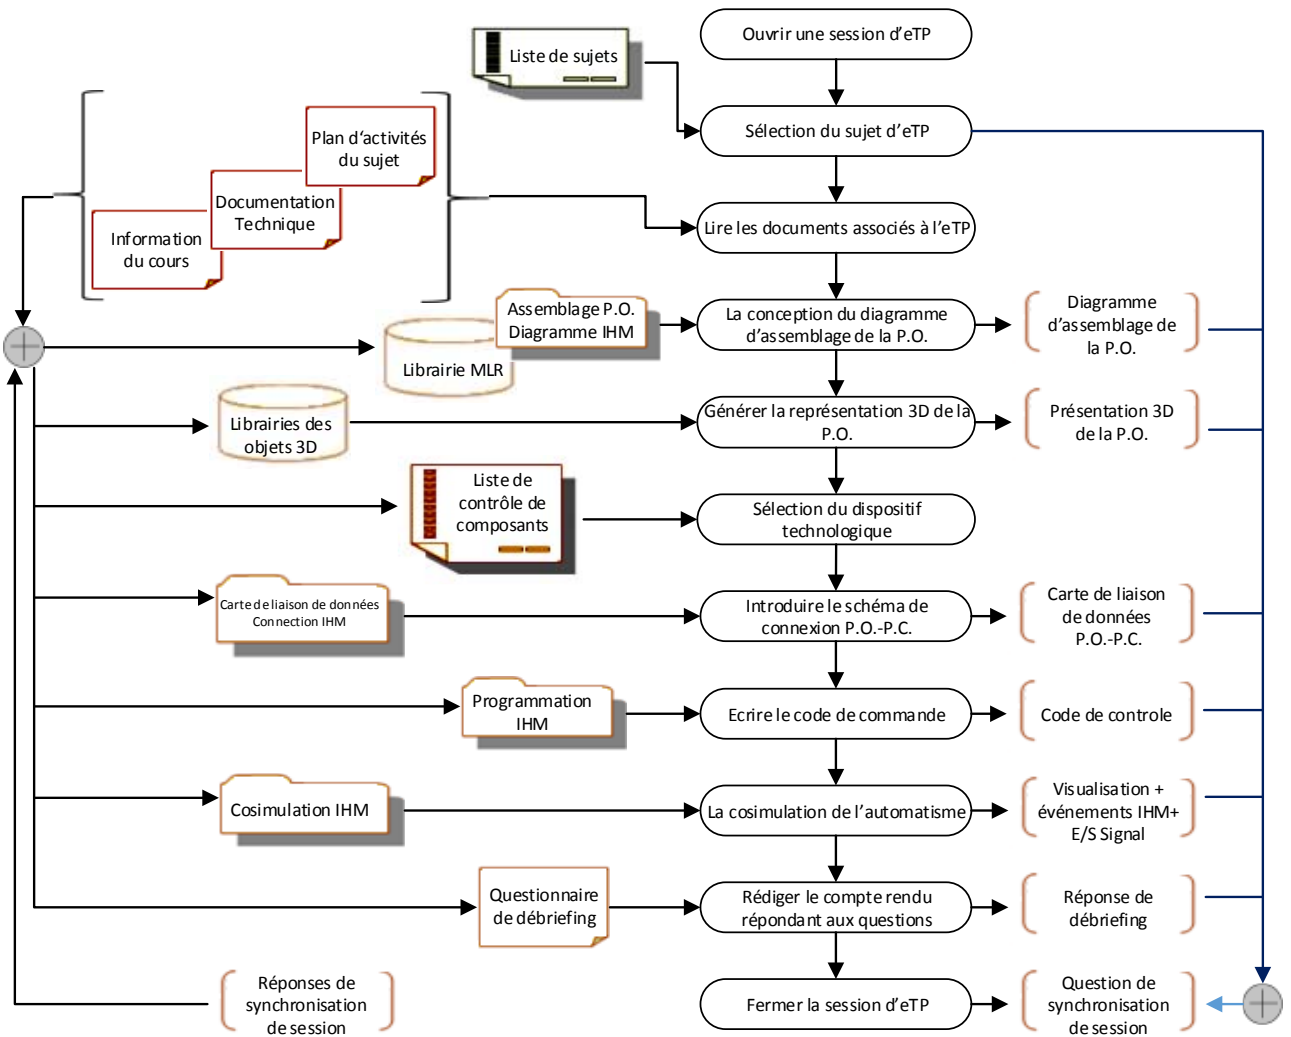 Ouvrir une session d'eTP
Liste de sujets
Sélection du sujet d'eTP
Plan d'activités
du sujet
Documentation
Technique
Information
du cours
Lire les documents associés à l'eTP
Assemblage P.O.
Diagramme IHM
Librairie MLR
La conception du diagramme
d'assemblage de la P.O.
Diagramme
d'assemblage de
la P.O.
Librairies des
objets 3D
Générer la représentation 3D de la
P.O.
Présentation 3D
de la P.O.
Liste de
contrôle de
composants
Sélection du dispositif
technologique
Carte de liaison de données
Connection IHM
Introduire le schéma de
connexion P.O.-P.C.
Carte de liaison
de données
P.O.-P.C.
Programmation
IHM
Ecrire le code de commande
Code de controle
Cosimulation IHM
La cosimulation de l'automatisme
Visualisation +
événements IHM+
E/S Signal
Questionnaire
de débriefing
Rédiger le compte rendu
répondant aux questions
Réponse de
débriefing
Réponses de
synchronisation
de session
Fermer la session d'eTP
Question de
synchronisation
de session